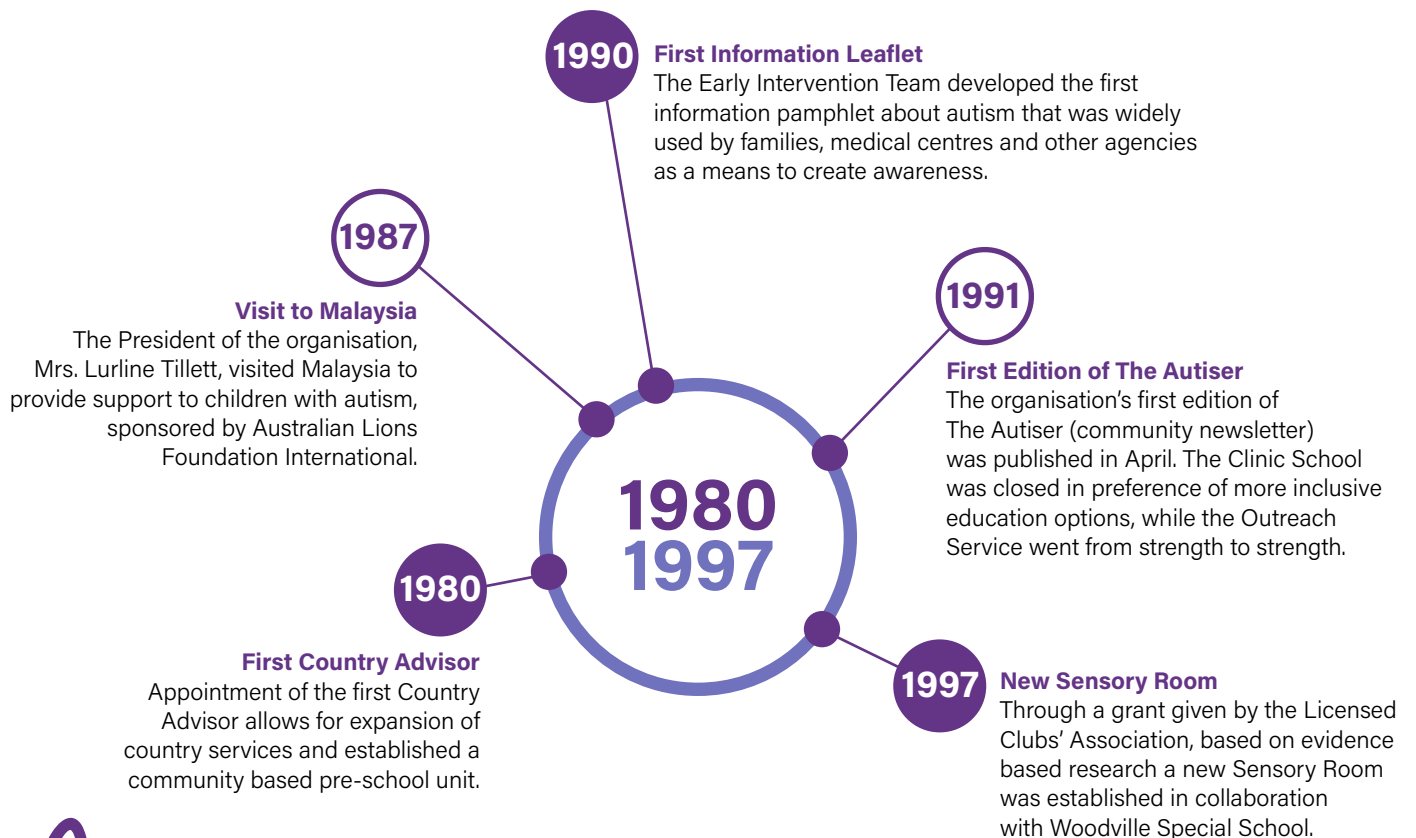 1990
First Information Leaflet
The Early Intervention Team developed the first
information pamphlet about autism that was widely
used by families, medical centres and other agencies
as a means to create awareness.
1987
Visit to Malaysia
The President of the organisation,
Mrs. Lurline Tillett, visited Malaysia to
provide support to children with autism,
sponsored by Australian Lions
Foundation International.
1991
First Edition of The Autiser
The organisation’s first edition of
The Autiser (community newsletter)
was published in April. The Clinic School
was closed in preference of more inclusive
education options, while the Outreach
Service went from strength to strength.
1980
1997
1980
First Country Advisor
Appointment of the first Country
Advisor allows for expansion of
country services and established a
community based pre-school unit.
1997
New Sensory Room
Through a grant given by the Licensed
Clubs’ Association, based on evidence
based research a new Sensory Room
was established in collaboration
with Woodville Special School.